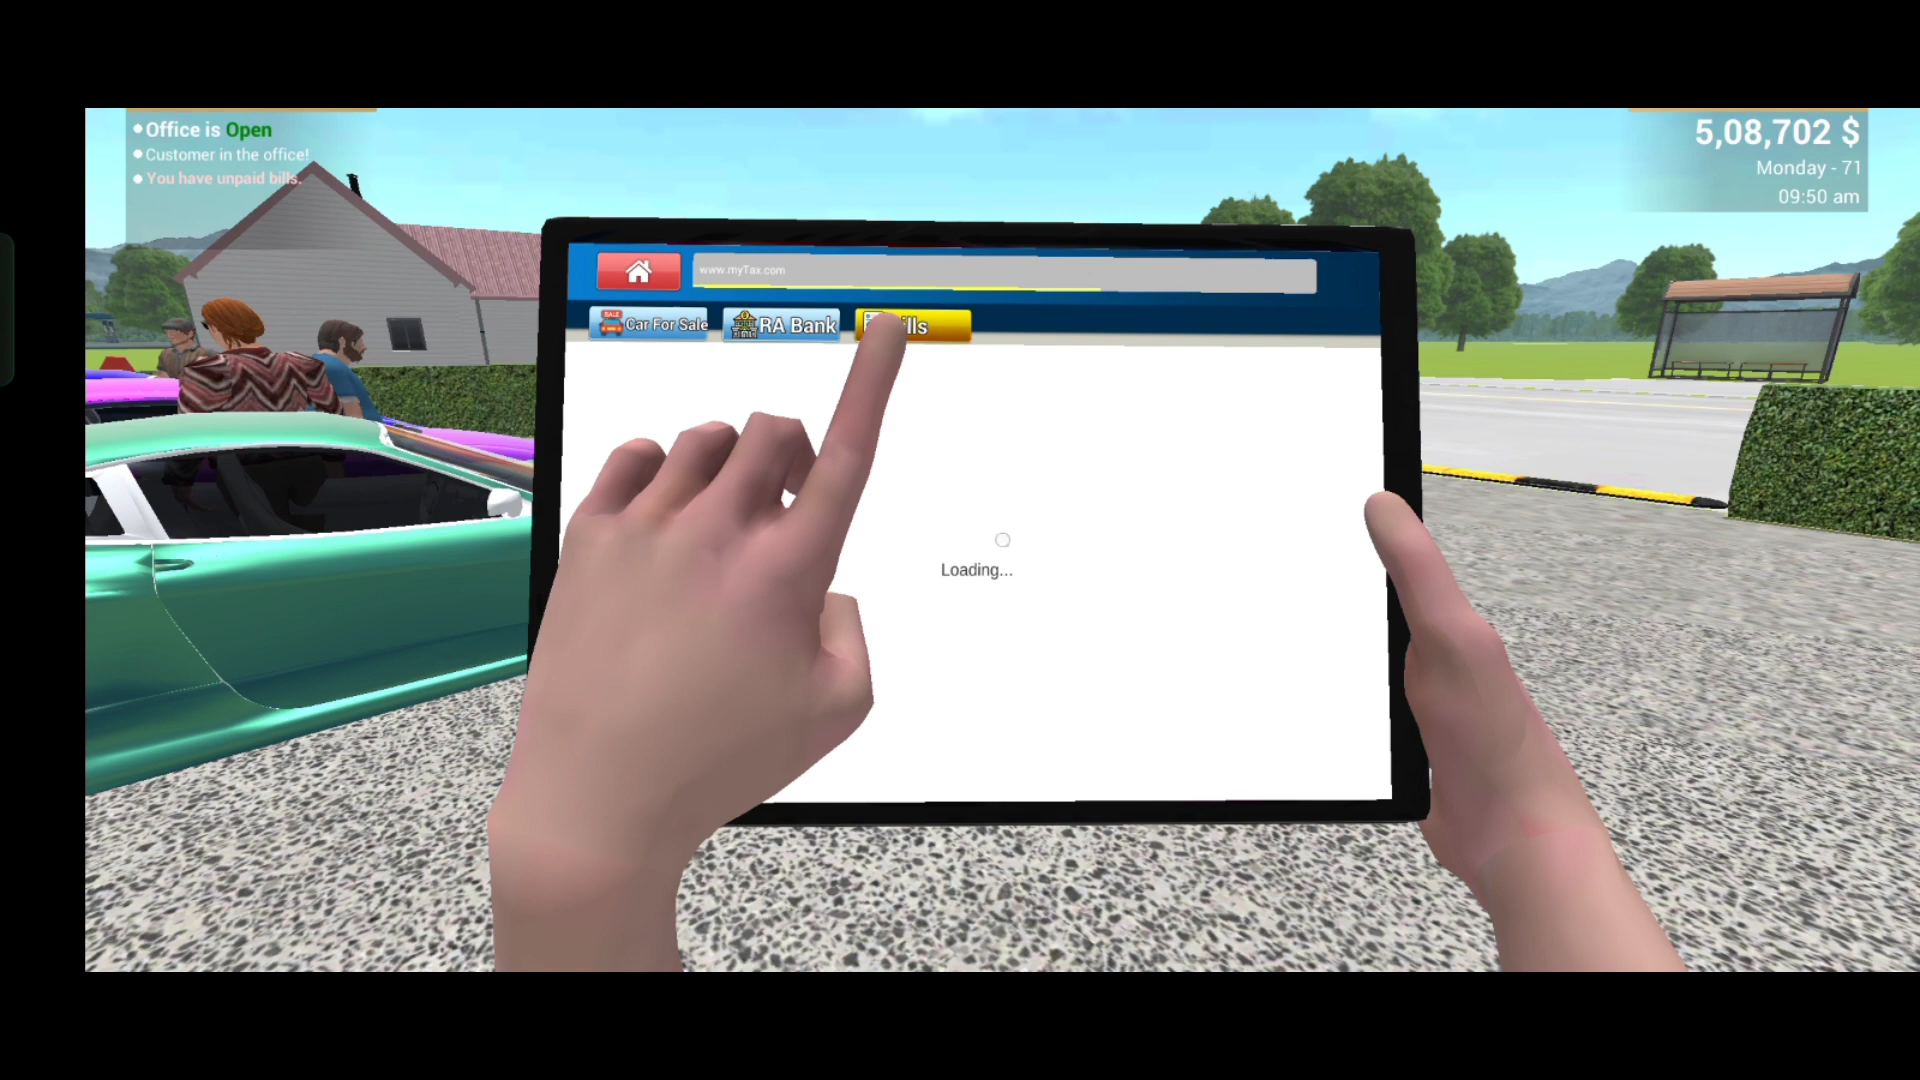 Office is Open
Customer in the office!
You have unpaid bills.
5,08,702 $
Monday - 71
09:50 am
www.myTax.com
SALE
Car For Sale
RA Bank
ills
Loading...